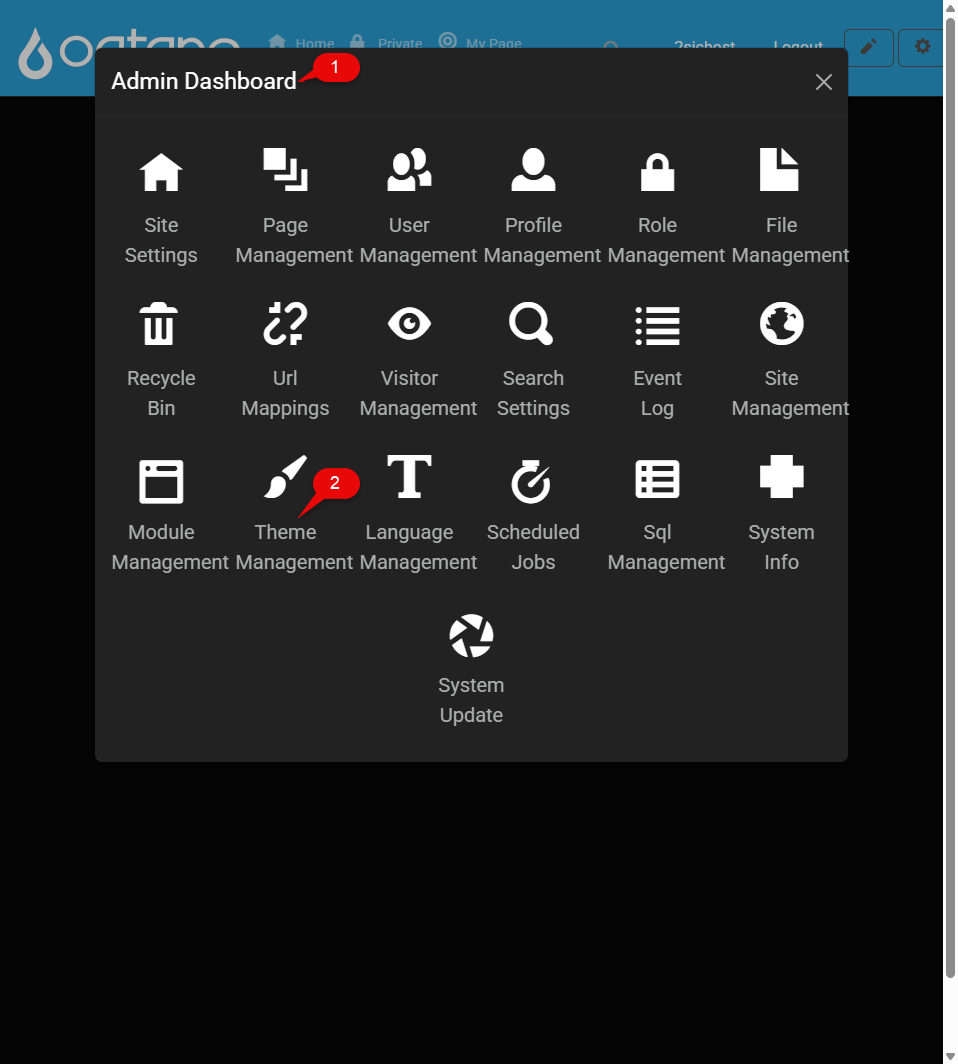 Home Private My Page 2sichost Logout
Admin Dashboard 1
Site Settings
Page Management
User Management
Profile Management
Role Management
File Management
Recycle Bin
Url Mappings
Visitor Management
Search Settings
Event Log
Site Management
Module Management
Theme Management
2
Language Management
Scheduled Jobs
Sql Management
System Info
System Update